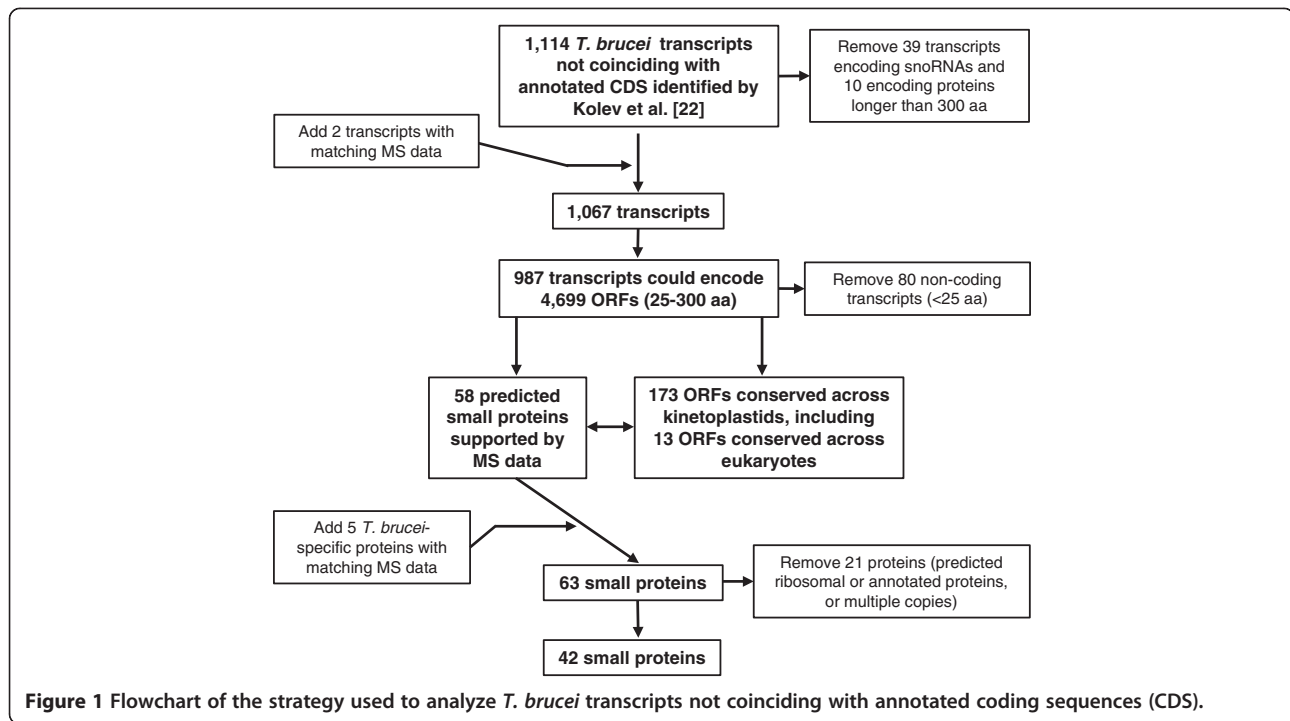 1,114 T. brucei transcripts
not coinciding with
annotated CDS identified by
Kolev et al. [22]
Remove 39 transcripts
encoding snoRNAs and
10 encoding proteins
longer than 300 aa
Add 2 transcripts with
matching MS data
1,067 transcripts
987 transcripts could encode
4,699 ORFs (25-300 aa)
Remove 80 non-coding
transcripts (<25 aa)
58 predicted
small proteins
supported by
MS data
173 ORFs conserved across
kinetoplastids, including
13 ORFs conserved across
eukaryotes
Add 5 T. brucei-
specific proteins with
matching MS data
63 small proteins
Remove 21 proteins (predicted
ribosomal or annotated proteins,
or multiple copies)
42 small proteins
Figure 1 Flowchart of the strategy used to analyze T. brucei transcripts not coinciding with annotated coding sequences (CDS).